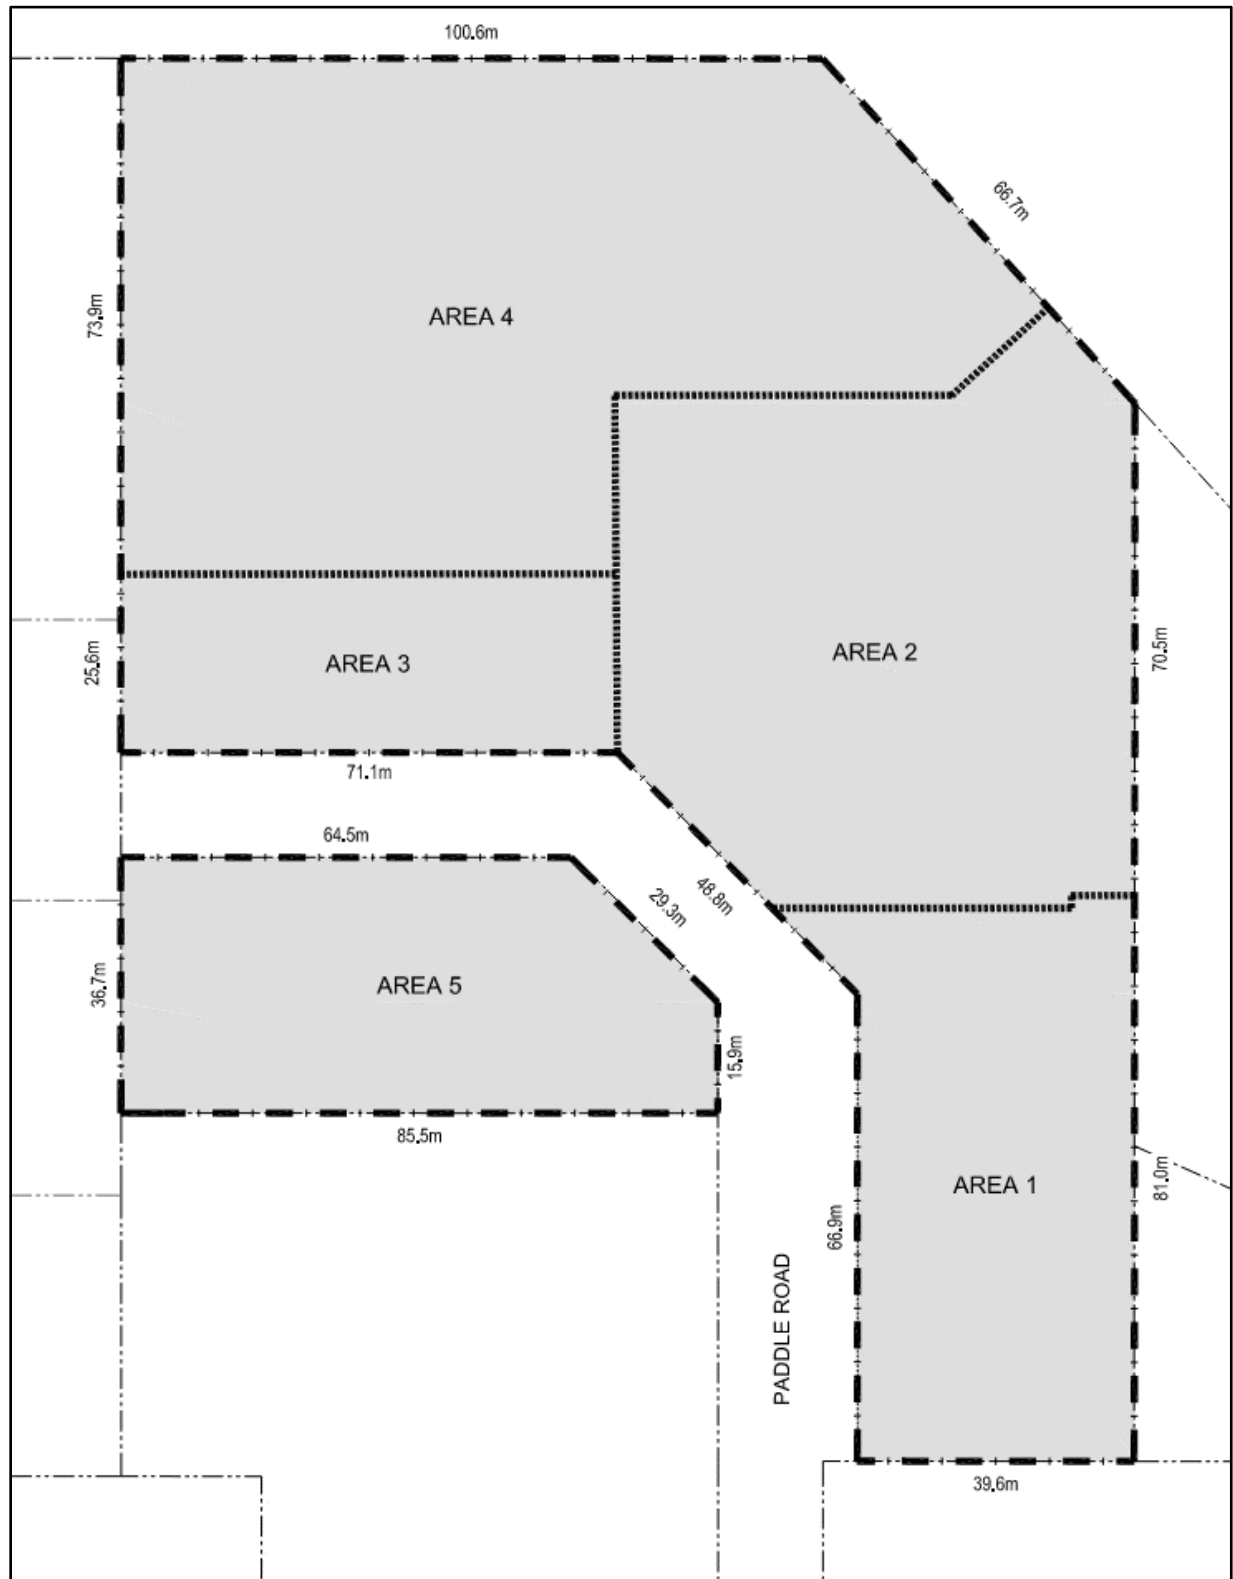 100.6m
66.7m
73.9m
AREA 4
25.6m
AREA 3
AREA 2
70.5m
71.1m
64.5m
29.3m
48.8m
36.7m
AREA 5
15.9m
85.5m
AREA 1
81.0m
66.9m
PADDLE ROAD
39.6m